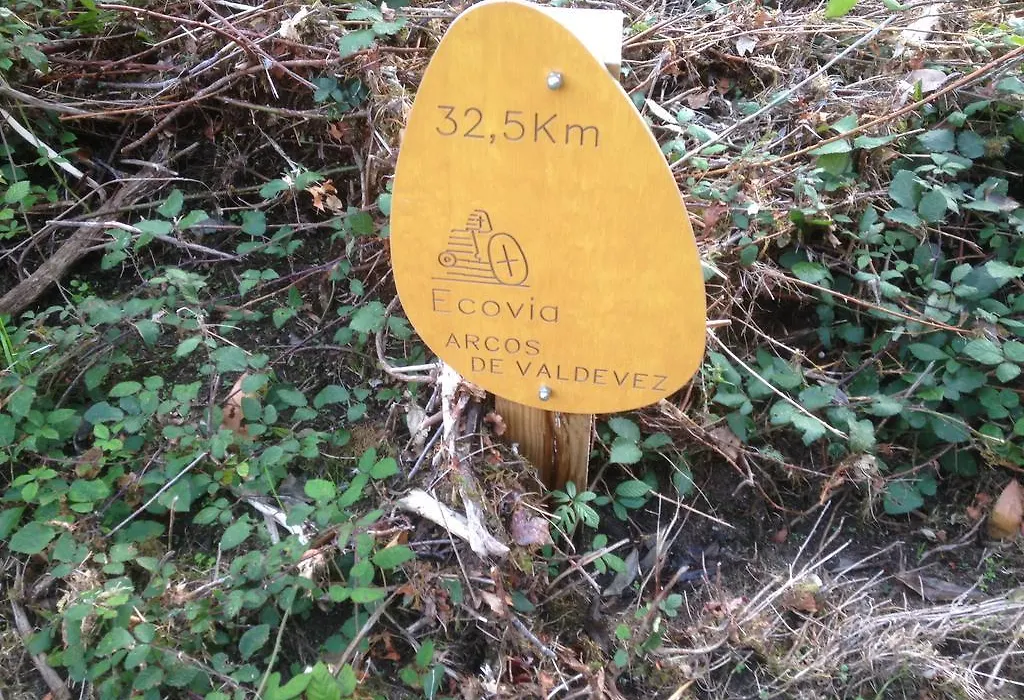 32,5Km
Ecovia
ARCOS
DE VALDEVEZ